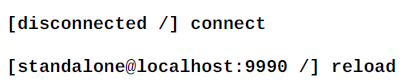 [disconnected /] connect
[standalone@localhost:9990 /] reload